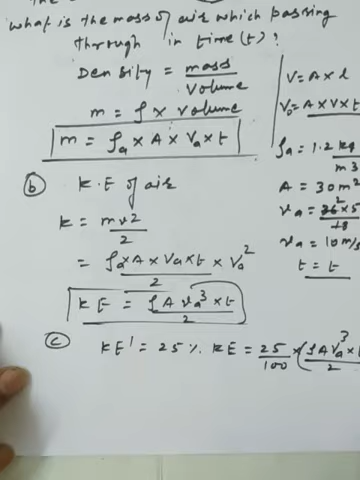 what is the mass of air which passing
through in time (t)?
Density = mass / Volume
V = A × l
m = ρ × volume
V₀ = A × V × t
m = ρₐ × A × Vₐ × t
ρₐ = 1.2 kg / m3
(b) K.E of air
A = 30m²
K = mv2 / 2
vₐ = 36 × 5 / 18
= ρₐ × A × Vₐ × t / 2 × Vₐ²
vₐ = 10 m/s
t = t
KE = ρ A vₐ³ × t / 2
(c) KE' = 25 % KE = 25 / 100 × (ρ A Vₐ³ × / 2